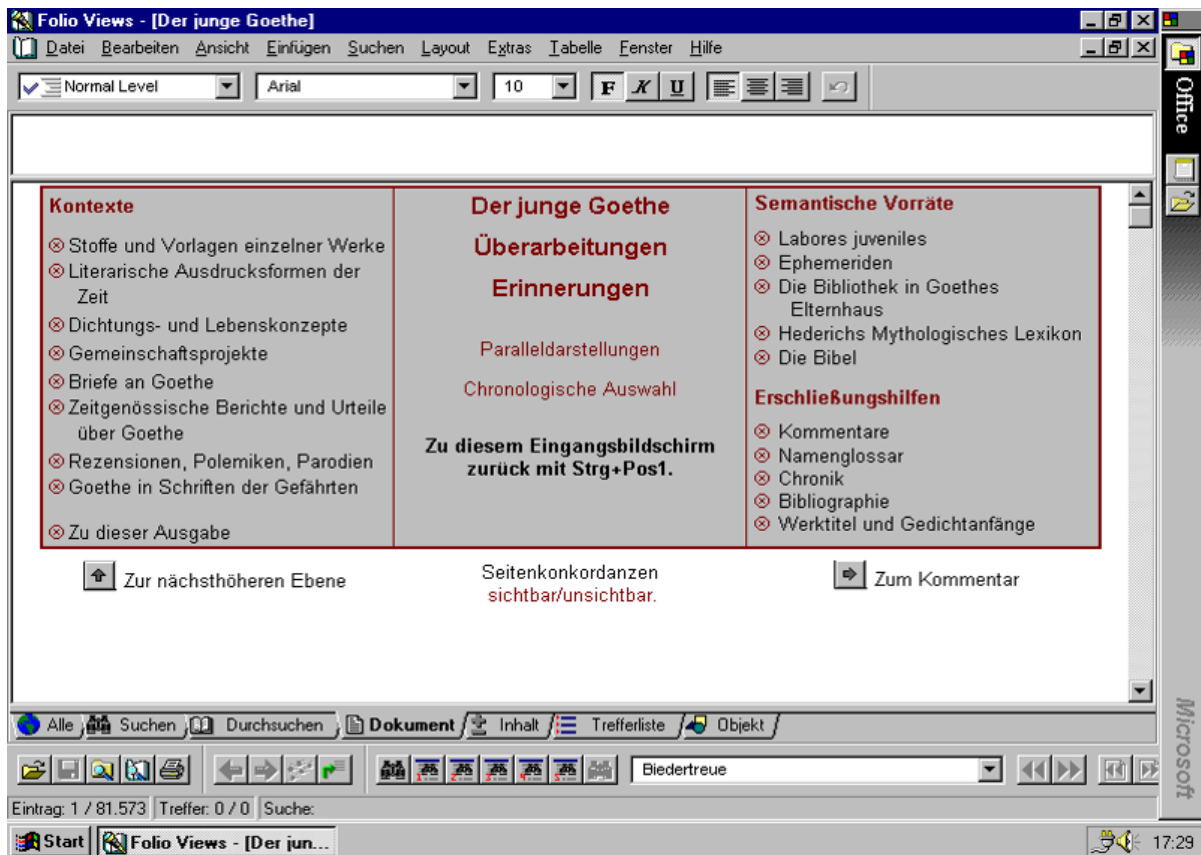 Folio Views - [Der junge Goethe]
Datei Bearbeiten Ansicht Einfügen Suchen Layout Extras Tabelle Fenster Hilfe
Normal Level Arial 10 F K U
Office
Kontexte
Stoffe und Vorlagen einzelner Werke
Literarische Ausdrucksformen der
Zeit
Dichtungs- und Lebenskonzepte
Gemeinschaftsprojekte
Briefe an Goethe
Zeitgenössische Berichte und Urteile
über Goethe
Rezensionen, Polemiken, Parodien
Goethe in Schriften der Gefährten
Zu dieser Ausgabe
Der junge Goethe
Überarbeitungen
Erinnerungen
Paralleldarstellungen
Chronologische Auswahl
Zu diesem Eingangsbildschirm
zurück mit Strg+Pos1.
Semantische Vorräte
Labores juveniles
Ephemeriden
Die Bibliothek in Goethes
Elternhaus
Hederichs Mythologisches Lexikon
Die Bibel
Erschließungshilfen
Kommentare
Namenglossar
Chronik
Bibliographie
Werktitel und Gedichtanfänge
Zur nächsthöheren Ebene
Seitenkonkordanzen
sichtbar/unsichtbar.
Zum Kommentar
Alle Suchen Durchsuchen Dokument Inhalt Trefferliste Objekt
Biedertreue
Microsoft
Eintrag: 1 / 81.573 Treffer: 0 / 0 Suche:
Start Folio Views - [Der jun... 17:29